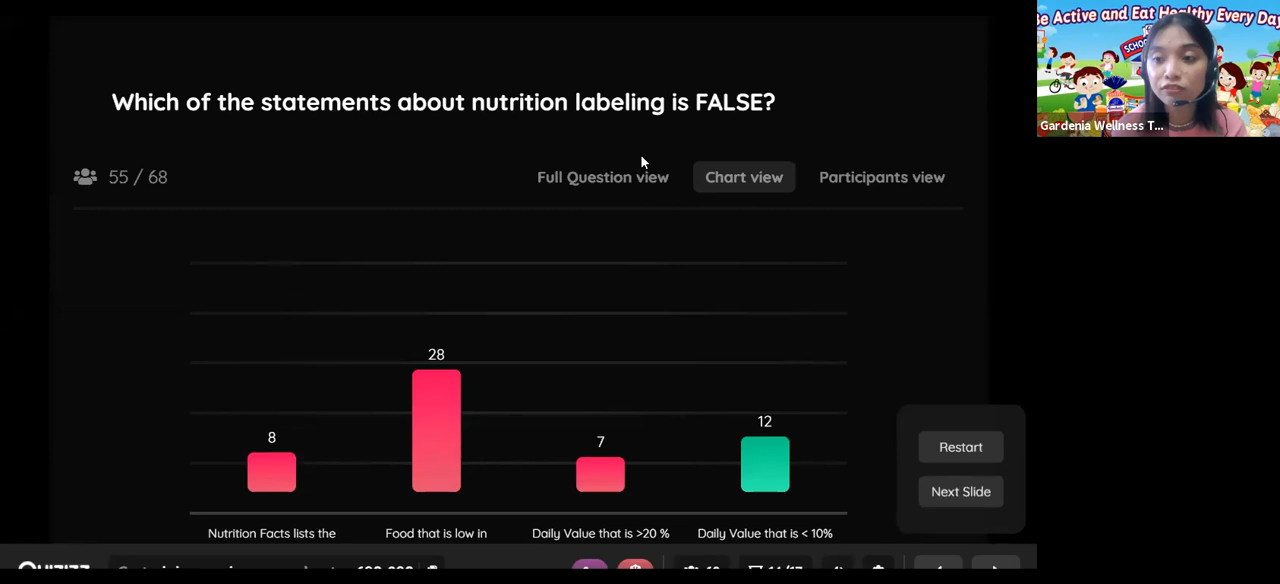 Be Active and Eat Healthy Every Day
SCHOOL
Gardenia Wellness T...
Which of the statements about nutrition labeling is FALSE?
55 / 68
Full Question view
Chart view
Participants view
28
12
8
7
Restart
Next Slide
Nutrition Facts lists the
Food that is low in
Daily Value that is >20 %
Daily Value that is < 10%